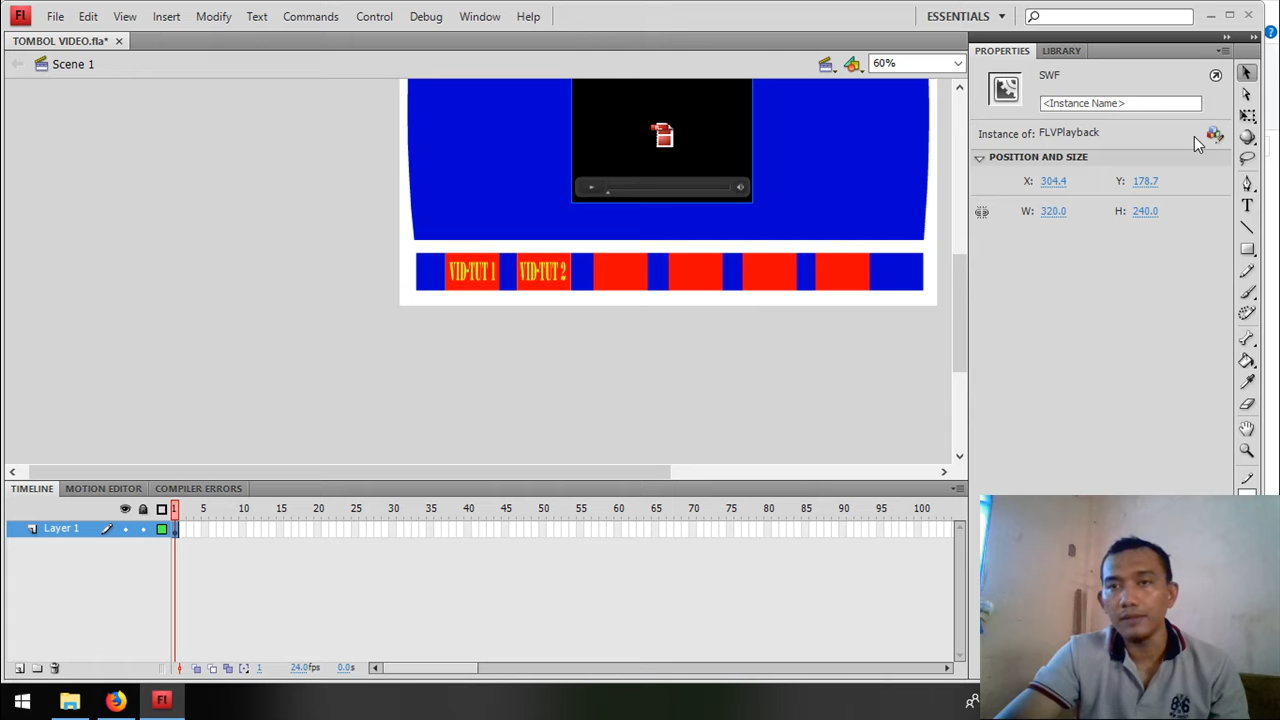 Fl File Edit View Insert Modify Text Commands Control Debug Window Help ESSENTIALS
TOMBOL VIDEO.fla*
Scene 1 60%
PROPERTIES LIBRARY
SWF
<Instance Name>
Instance of: FLVPlayback
POSITION AND SIZE
X: 304.4 Y: 178.7
W: 320.0 H: 240.0
VID-TUT 1 VID-TUT 2
TIMELINE MOTION EDITOR COMPILER ERRORS
1 5 10 15 20 25 30 35 40 45 50 55 60 65 70 75 80 85 90 95 100
Layer 1
1 24.0fps 0.0s
Fl